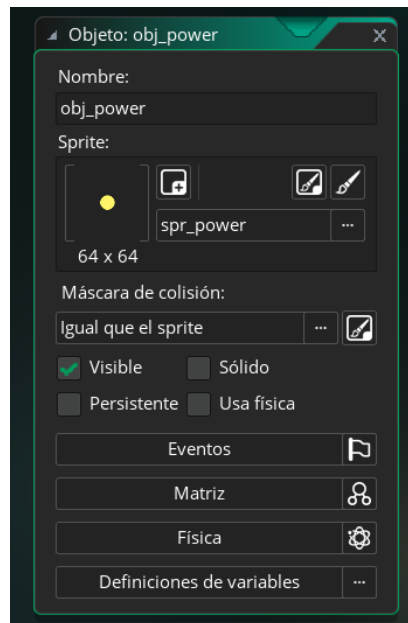 Objeto: obj_power
Nombre:
obj_power
Sprite:
spr_power
64 x 64
Máscara de colisión:
Igual que el sprite
Visible Sólido
Persistente Usa física
Eventos
Matriz
Física
Definiciones de variables